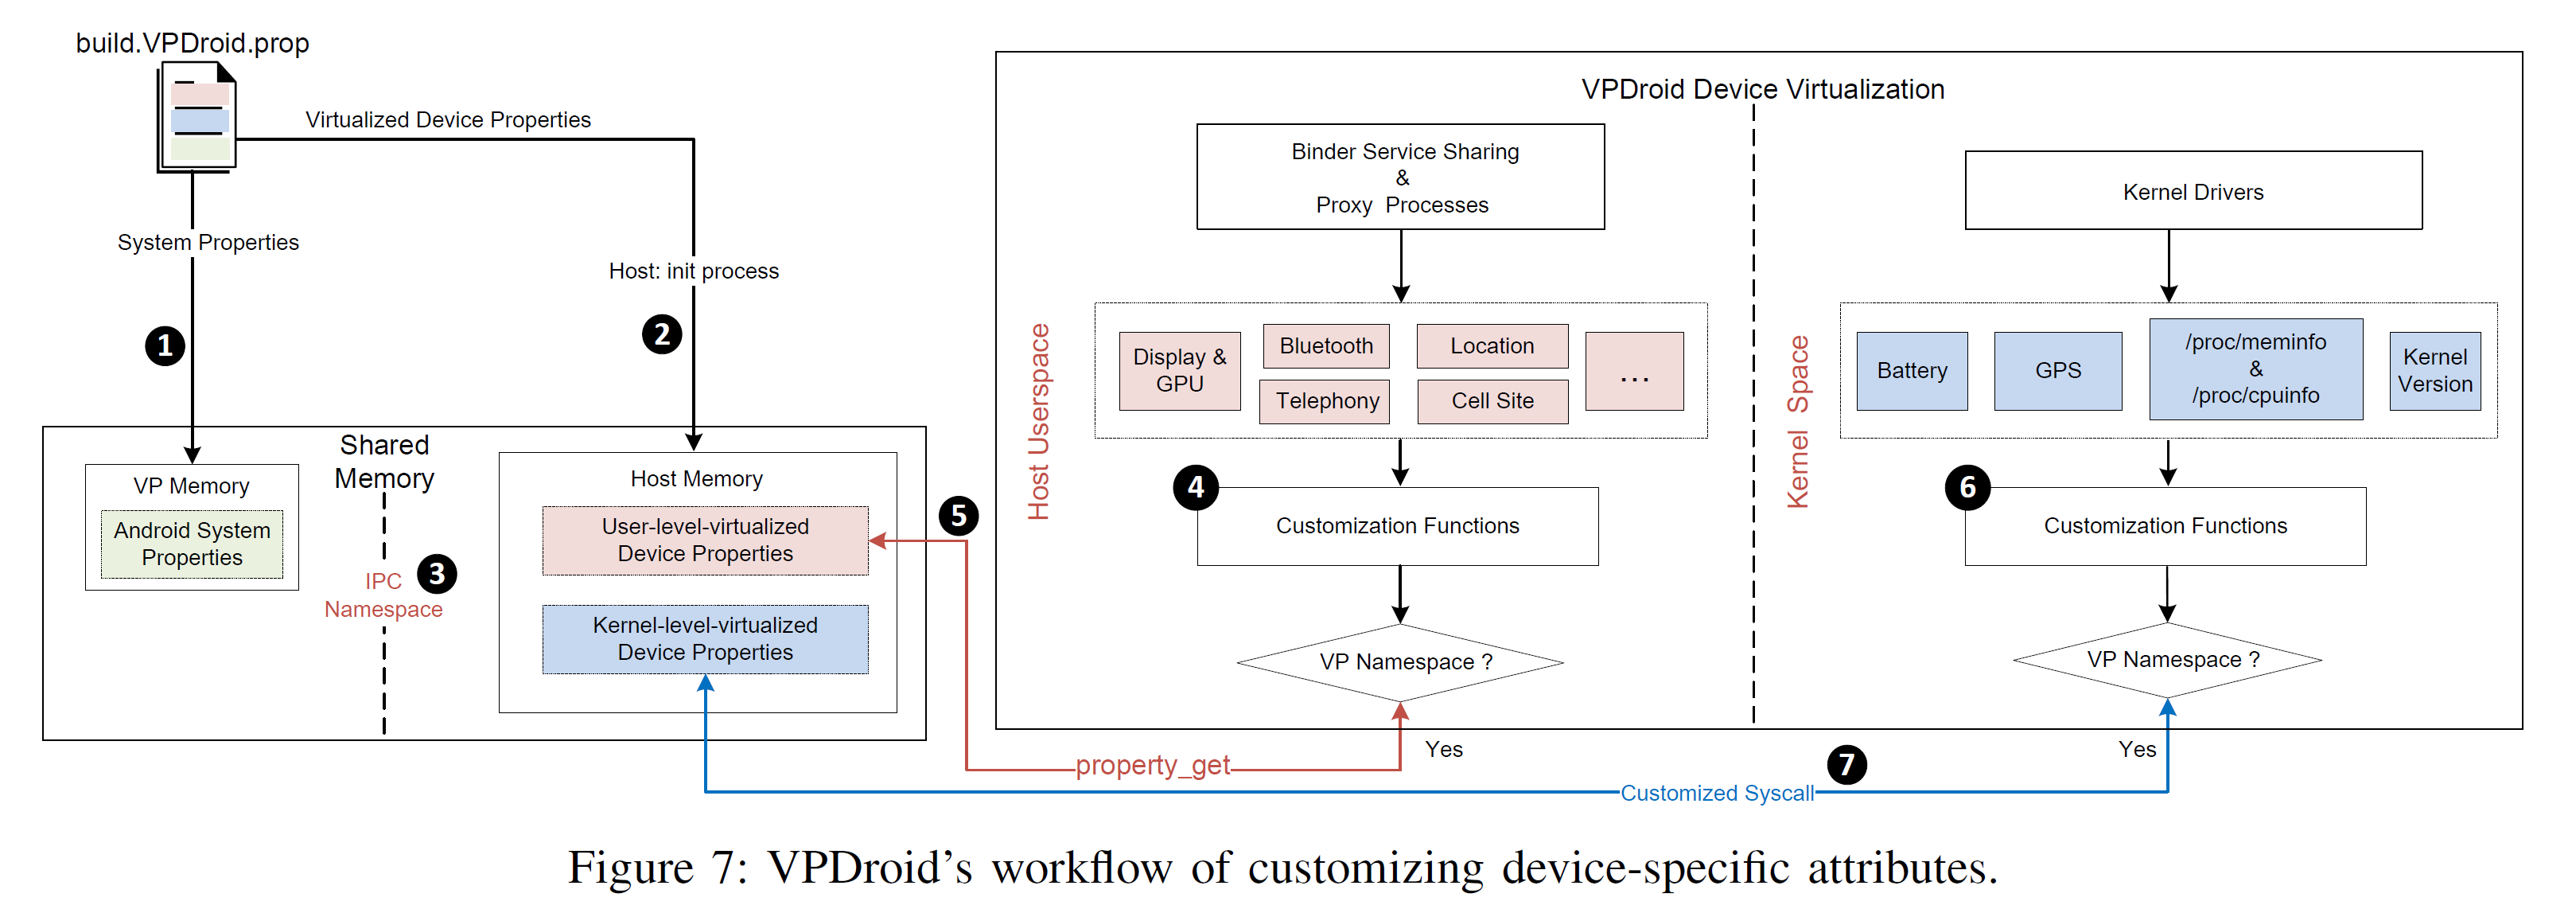 build.VPDroid.prop
Virtualized Device Properties
System Properties
Host: init process
1
2
Shared
Memory
VP Memory
Android System
Properties
IPC
Namespace
3
Host Memory
User-level-virtualized
Device Properties
Kernel-level-virtualized
Device Properties
5
property_get
VPDroid Device Virtualization
Binder Service Sharing
&
Proxy Processes
Host Userspace
Display &
GPU
Bluetooth
Telephony
Location
Cell Site
...
4
Customization Functions
VP Namespace ?
Yes
Kernel Drivers
Kernel Space
Battery
GPS
/proc/meminfo
&
/proc/cpuinfo
Kernel
Version
6
Customization Functions
VP Namespace ?
Yes
7
Customized Syscall
Figure 7: VPDroid's workflow of customizing device-specific attributes.